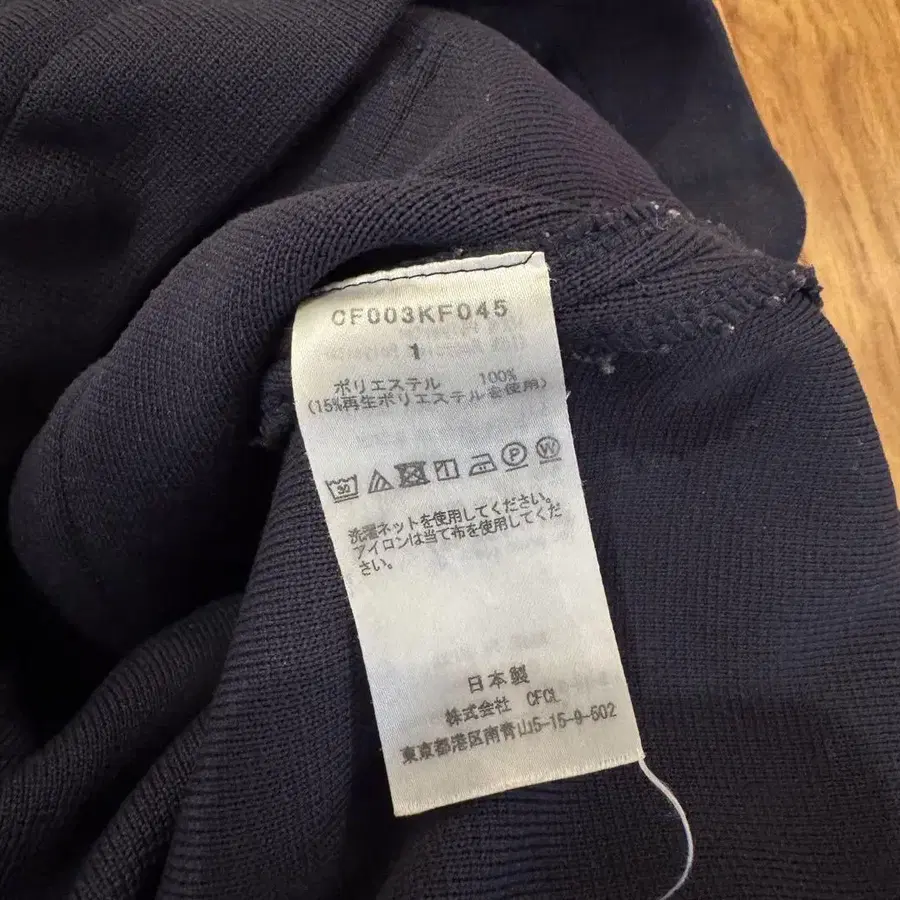 CF003KF045
1
ポリエステル 100%
(15%再生ポリエステルを使用)
30 P W
洗濯ネットを使用してください。
アイロンは当て布を使用してくだ
さい。
日本製
株式会社 CFCL
東京都港区南青山5-15-9-602